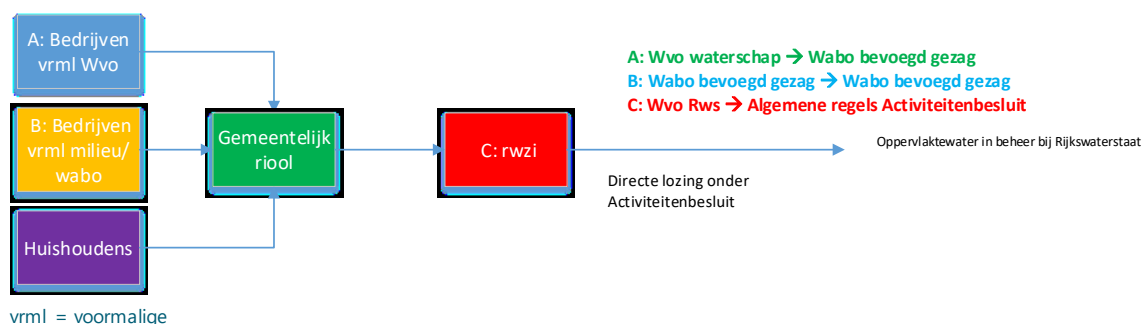 A: Bedrijven
vrml Wvo
B: Bedrijven
vrml milieu/
wabo
Huishoudens
Gemeentelijk
riool
C: rwzi
A: Wvo waterschap → Wabo bevoegd gezag
B: Wabo bevoegd gezag → Wabo bevoegd gezag
C: Wvo Rws → Algemene regels Activiteitenbesluit
Oppervlaktewater in beheer bij Rijkswaterstaat
Directe lozing onder
Activiteitenbesluit
vrml = voormalige